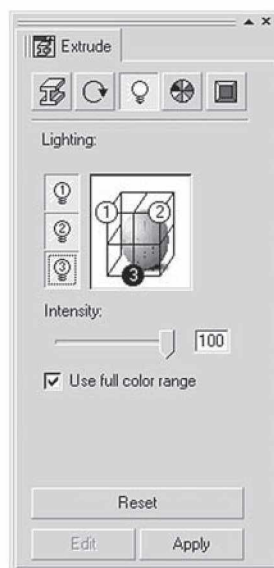 Extrude
Lighting:
1
2
3
1 2
3
Intensity:
100
Use full color range
Reset
Edit Apply